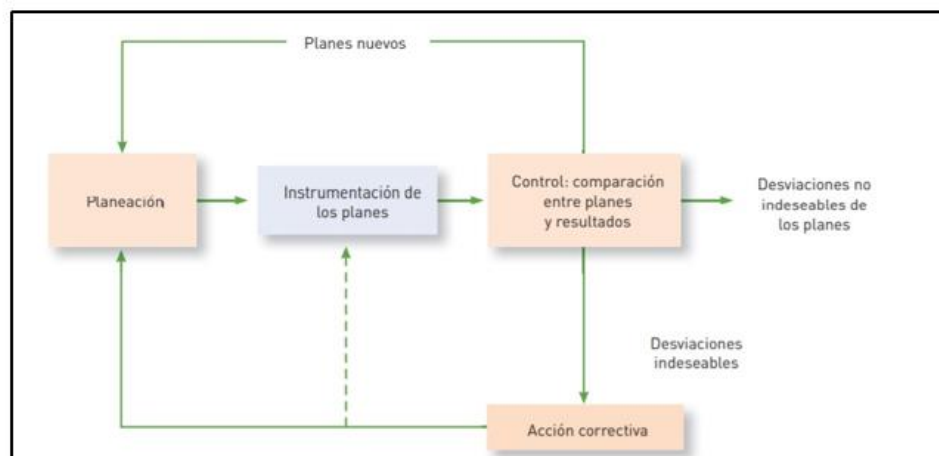 Planes nuevos
Planeación
Instrumentación de
los planes
Control: comparación
entre planes
y resultados
Desviaciones no
indeseables de
los planes
Desviaciones
indeseables
Acción correctiva